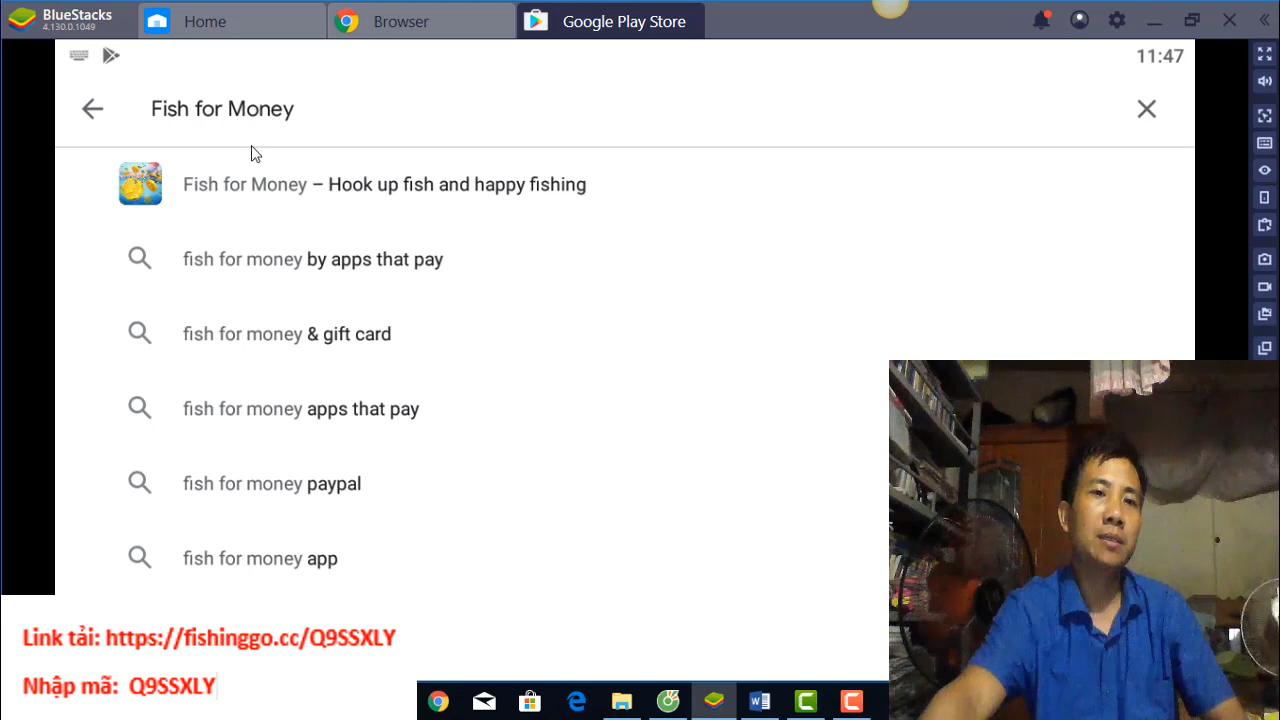 BlueStacks
4.130.0.1049
Home
Browser
Google Play Store
11:47
Fish for Money
Fish for Money – Hook up fish and happy fishing
fish for money by apps that pay
fish for money & gift card
fish for money apps that pay
fish for money paypal
fish for money app
Link tải: https://fishinggo.cc/Q9SSXLY
Nhập mã: Q9SSXLY